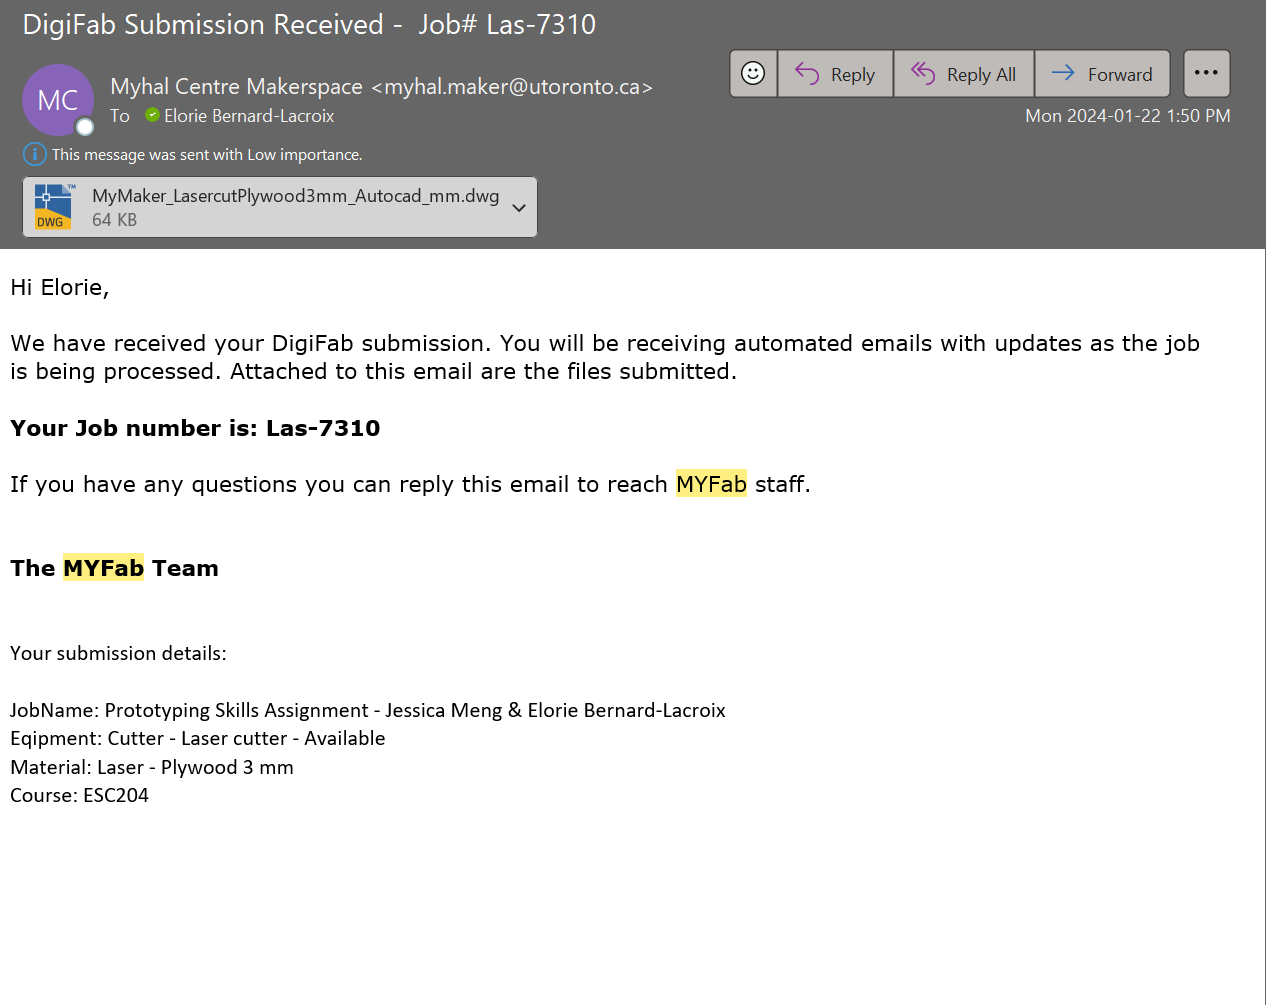 DigiFab Submission Received -  Job# Las-7310
MC
Myhal Centre Makerspace <myhal.maker@utoronto.ca>
Reply
Reply All
Forward
To Elorie Bernard-Lacroix
Mon 2024-01-22 1:50 PM
This message was sent with Low importance.
MyMaker_LasercutPlywood3mm_Autocad_mm.dwg
DWG
64 KB
Hi Elorie,
We have received your DigiFab submission. You will be receiving automated emails with updates as the job
is being processed. Attached to this email are the files submitted.
Your Job number is: Las-7310
If you have any questions you can reply this email to reach MYFab staff.
The MYFab Team
Your submission details:
JobName: Prototyping Skills Assignment - Jessica Meng & Elorie Bernard-Lacroix
Eqipment: Cutter - Laser cutter - Available
Material: Laser - Plywood 3 mm
Course: ESC204